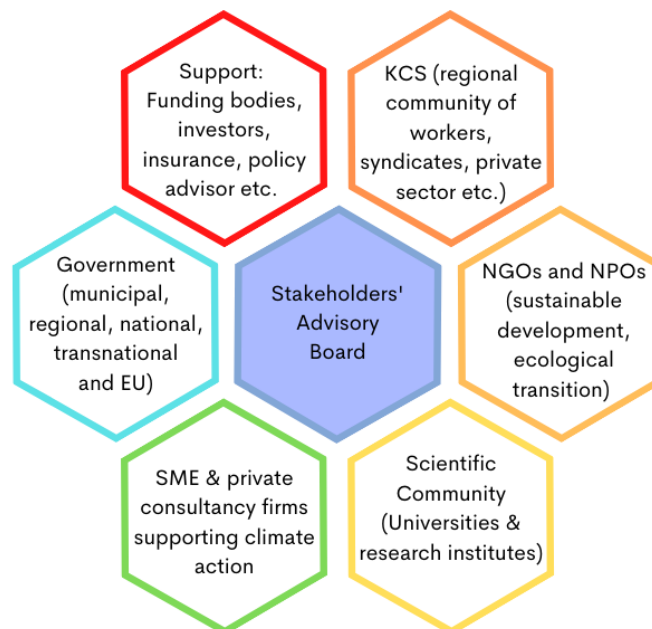 Support:
Funding bodies,
investors,
insurance, policy
advisor etc.
KCS (regional
community of
workers,
syndicates, private
sector etc.)
Government
(municipal,
regional, national,
transnational
and EU)
Stakeholders'
Advisory
Board
NGOs and NPOs
(sustainable
development,
ecological
transition)
SME & private
consultancy firms
supporting climate
action
Scientific
Community
(Universities &
research institutes)